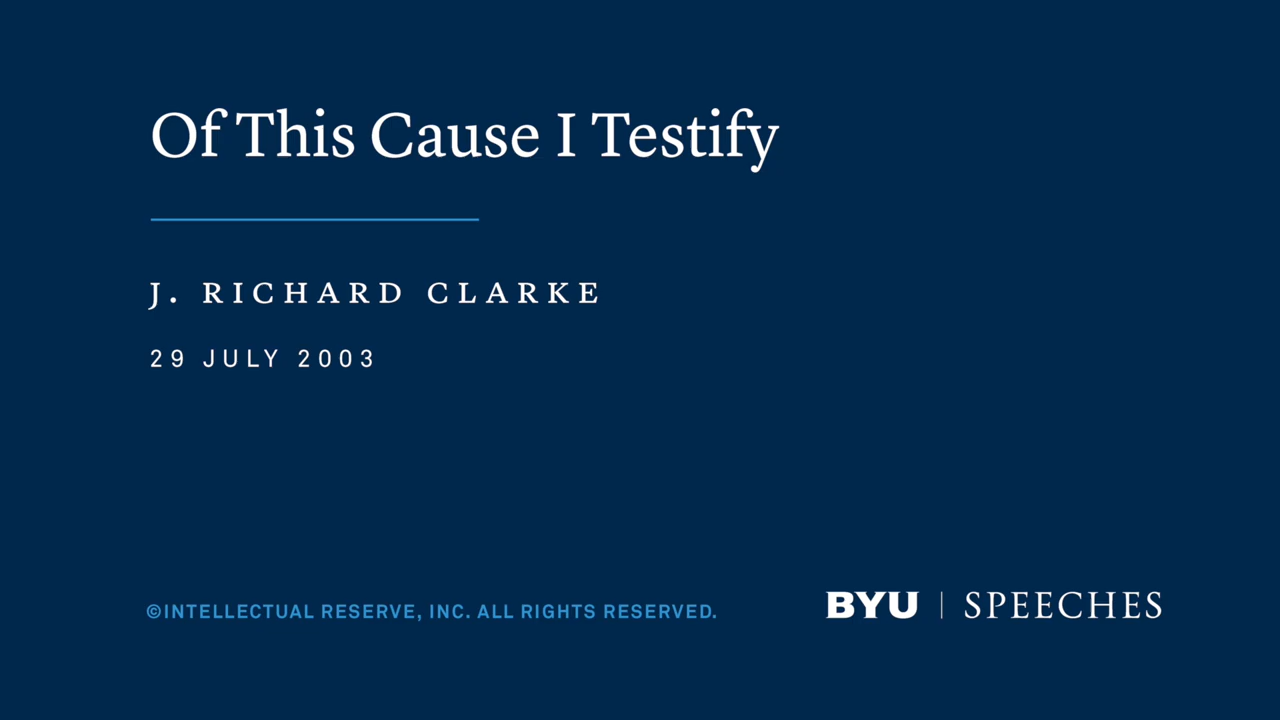 Of This Cause I Testify
J. RICHARD CLARKE
29 JULY 2003
©INTELLECTUAL RESERVE, INC. ALL RIGHTS RESERVED.
BYU | SPEECHES